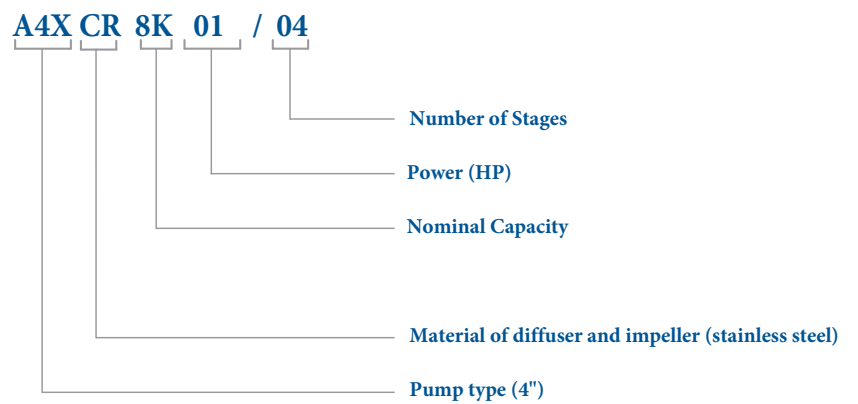 A4X CR 8K 01 / 04
Number of Stages
Power (HP)
Nominal Capacity
Material of diffuser and impeller (stainless steel)
Pump type (4")